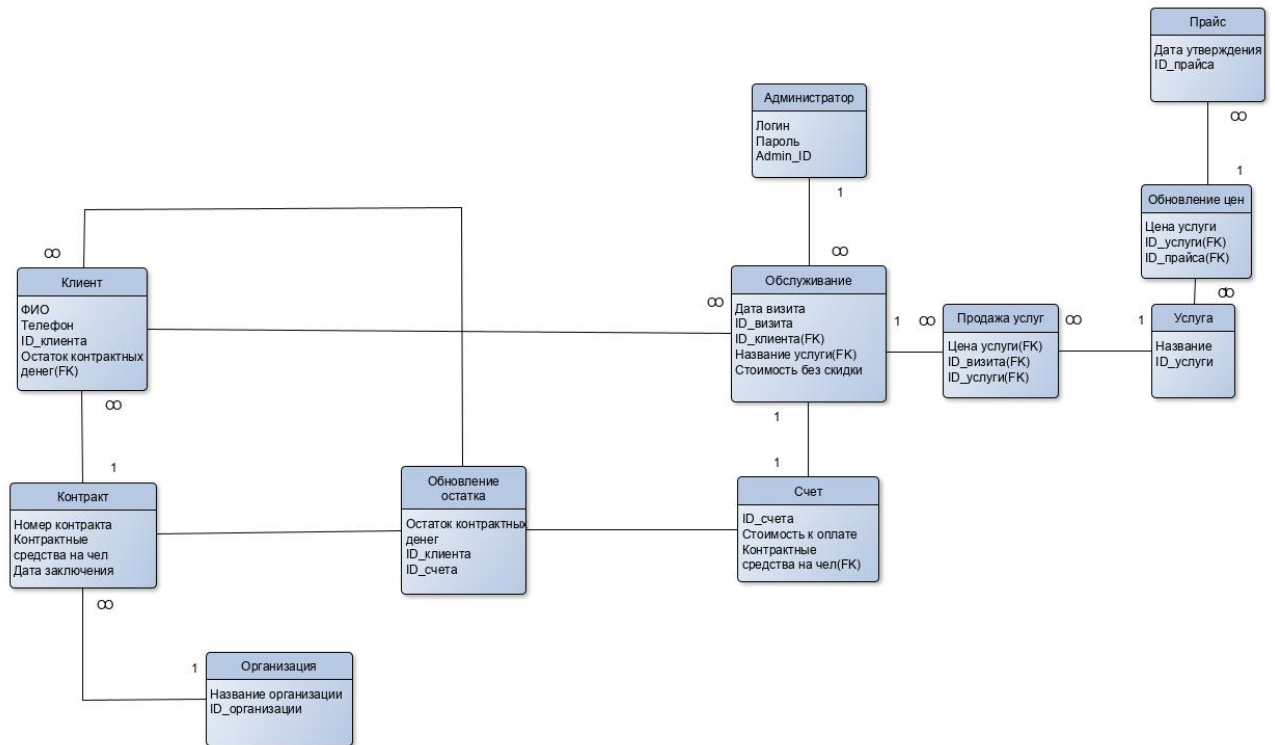 Прайс
Дата утверждения
ID_прайса
∞
1
Администратор
Логин
Пароль
Admin_ID
1
∞
Обновление цен
Цена услуги
ID_услуги(FK)
ID_прайса(FK)
∞
Клиент
ФИО
Телефон
ID_клиента
Остаток контрактных
денег(FK)
∞
∞
Обслуживание
Дата визита
ID_визита
ID_клиента(FK)
Название услуги(FK)
Стоимость без скидки
1
∞
Продажа услуг
Цена услуги(FK)
ID_визита(FK)
ID_услуги(FK)
∞
1
Услуга
Название
ID_услуги
1
1
1
Контракт
Номер контракта
Контрактные
средства на чел
Дата заключения
∞
Обновление
остатка
Остаток контрактных
денег
ID_клиента
ID_счета
Счет
ID_счета
Стоимость к оплате
Контрактные
средства на чел(FK)
1
Организация
Название организации
ID_организации